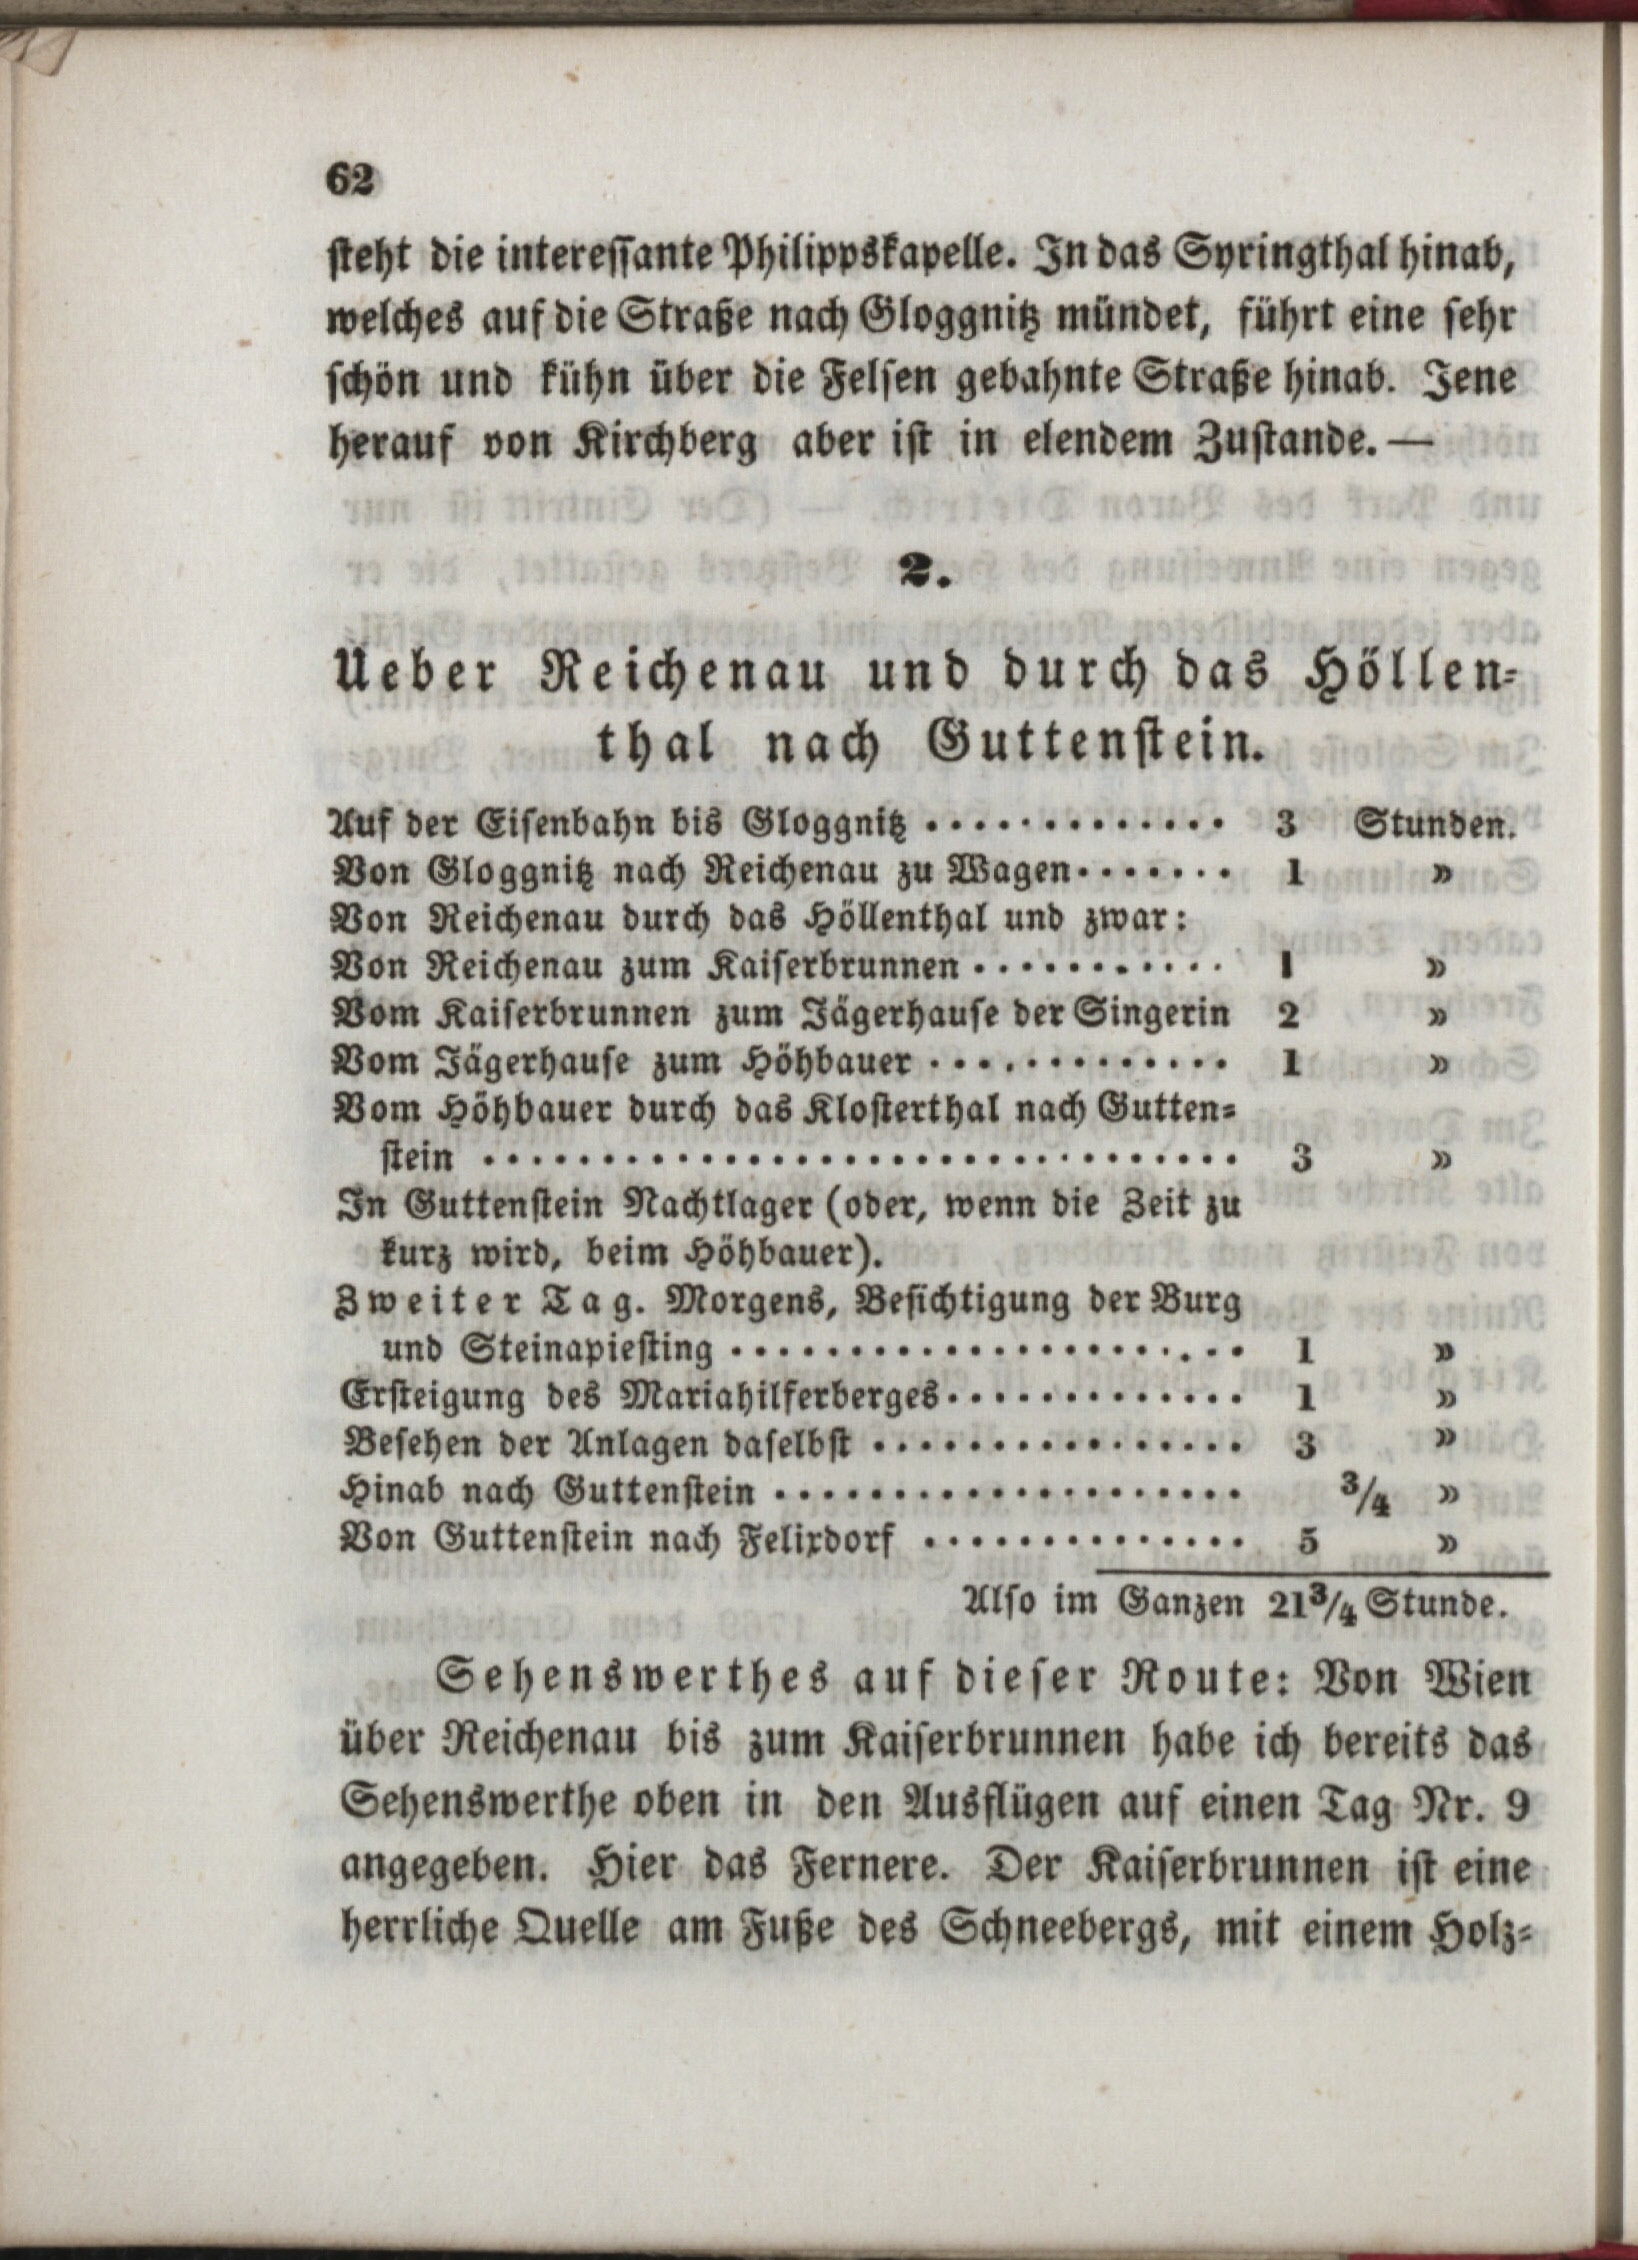 62
steht die interessante Philippskapelle. In das Syringthal hinab,
welches auf die Straße nach Gloggnitz mündet, führt eine sehr
schön und kühn über die Felsen gebahnte Straße hinab. Jene
herauf von Kirchberg aber ist in elendem Zustande. —
2.
Ueber Reichenau und durch das Höllen-
thal nach Guttenstein.
Auf der Eisenbahn bis Gloggnitz ............. 3 Stunden.
Von Gloggnitz nach Reichenau zu Wagen....... 1 »
Von Reichenau durch das Höllenthal und zwar:
Von Reichenau zum Kaiserbrunnen ........... 1 »
Vom Kaiserbrunnen zum Jägerhause der Singerin 2 »
Vom Jägerhause zum Höhbauer ............. 1 »
Vom Höhbauer durch das Klosterthal nach Gutten-
stein ................................ 3 »
In Guttenstein Nachtlager (oder, wenn die Zeit zu
kurz wird, beim Höhbauer).
Zweiter Tag. Morgens, Besichtigung der Burg
und Steinapiesting ...................... 1 »
Ersteigung des Mariahilferberges............. 1 »
Besehen der Anlagen daselbst ................ 3 »
Hinab nach Guttenstein .................... 3/4 »
Von Guttenstein nach Felixdorf .............. 5 »
Also im Ganzen 21 3/4 Stunde.
Sehenswerthes auf dieser Route: Von Wien
über Reichenau bis zum Kaiserbrunnen habe ich bereits das
Sehenswerthe oben in den Ausflügen auf einen Tag Nr. 9
angegeben. Hier das Fernere. Der Kaiserbrunnen ist eine
herrliche Quelle am Fuße des Schneebergs, mit einem Holz-